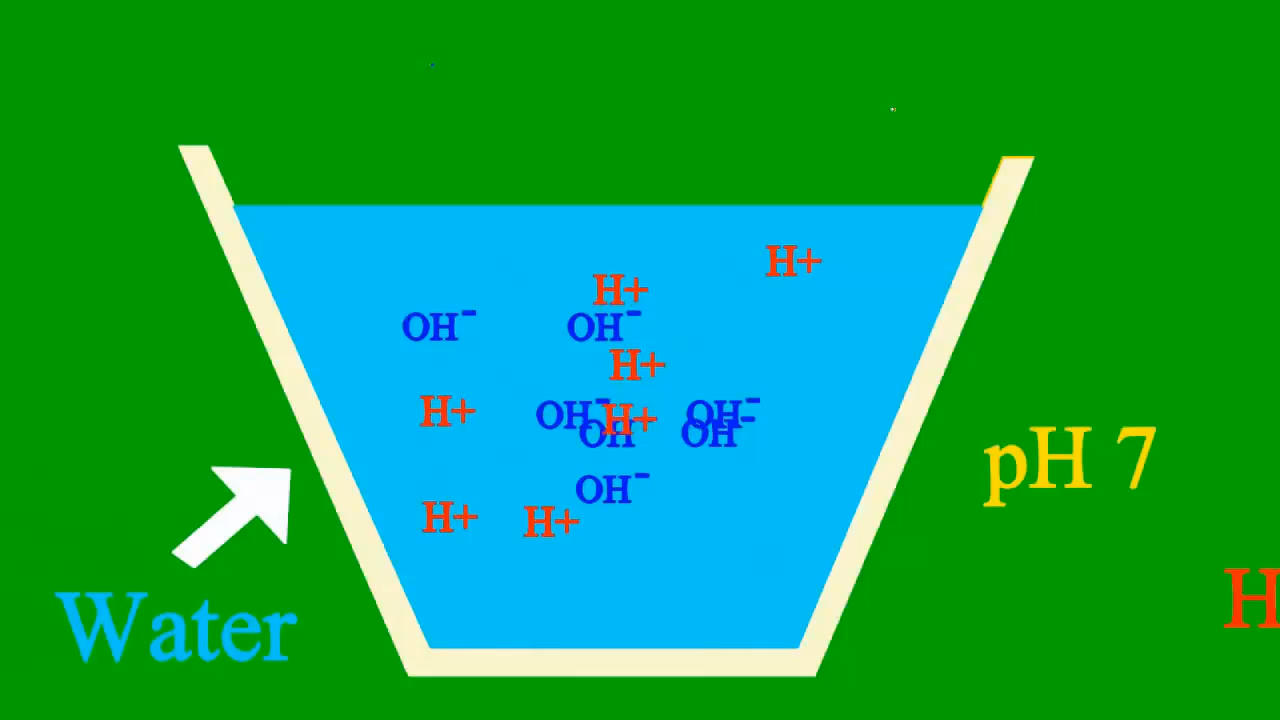 H+
H+
OH⁻ OH⁻
H+
H+ OH⁻ H+ OH⁻
OH OH⁻
OH⁻
H+ H+
pH 7
H
Water